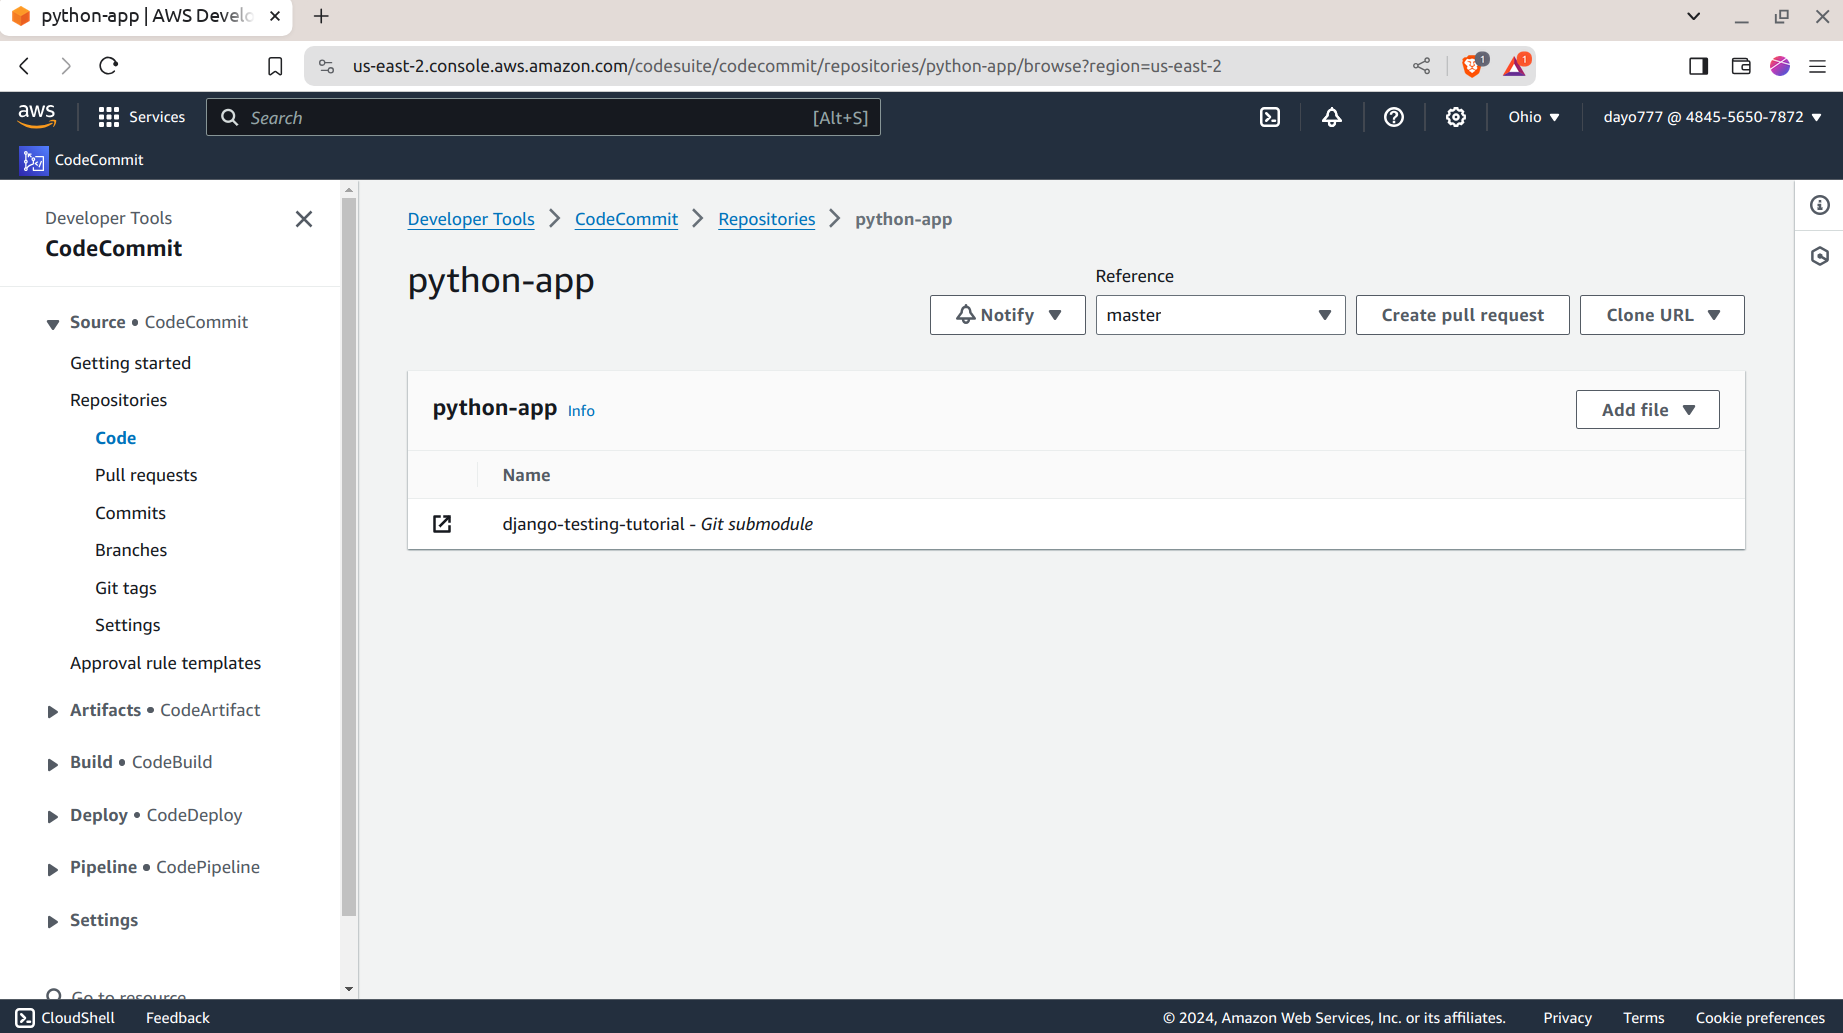 python-app | AWS Develo
us-east-2.console.aws.amazon.com/codesuite/codecommit/repositories/python-app/browse?region=us-east-2
1
1
aws
Services
Search
[Alt+S]
Ohio
dayo777 @ 4845-5650-7872
CodeCommit
Developer Tools
CodeCommit
Source • CodeCommit
Getting started
Repositories
Code
Pull requests
Commits
Branches
Git tags
Settings
Approval rule templates
Artifacts • CodeArtifact
Build • CodeBuild
Deploy • CodeDeploy
Pipeline • CodePipeline
Settings
Go to resource
Developer Tools
CodeCommit
Repositories
python-app
python-app
Notify
Reference
master
Create pull request
Clone URL
python-app Info
Add file
Name
django-testing-tutorial - Git submodule
CloudShell
Feedback
© 2024, Amazon Web Services, Inc. or its affiliates.
Privacy
Terms
Cookie preferences